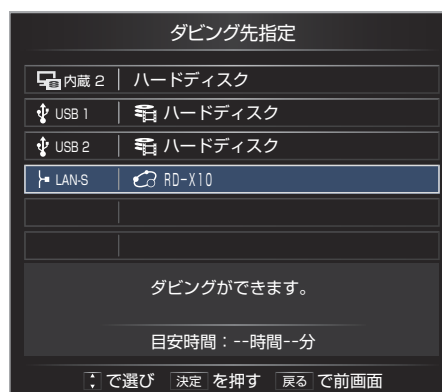 ダビング先指定
内蔵 2 ハードディスク
USB 1 ハードディスク
USB 2 ハードディスク
LAN-S RD-X10
ダビングができます。
目安時間：--時間--分
で選び 決定 を押す 戻る で前画面